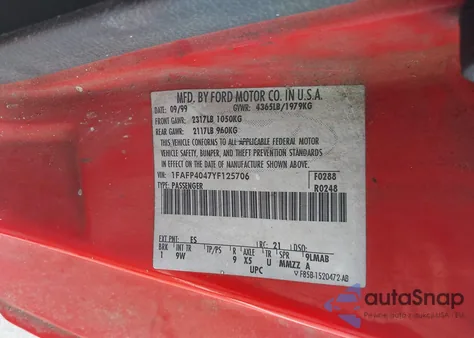 MFD. BY FORD MOTOR CO. IN U.S.A.
DATE: 09/99 GVWR: 4365LB/1979KG
FRONT GAWR: 2317LB 1050KG
REAR GAWR: 2117LB 960KG
THIS VEHICLE CONFORMS TO ALL APPLICABLE FEDERAL MOTOR
VEHICLE SAFETY, BUMPER, AND THEFT PREVENTION STANDARDS
IN EFFECT ON THE DATE OF MANUFACTURE SHOWN ABOVE.
VIN: 1FAFP4047YF125706 F0288
TYPE: PASSENGER R0248
EXT PNT: ES RC: 21 DSO:
BRK INT TR TP/PS R AXLE TR SPR 9LMAB
1 9W 9 X5 U MMZZ A
UPC F85B-1520472-AB
autoSnap